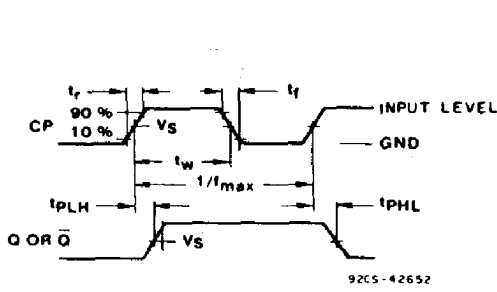 tr
tf
90 %
INPUT LEVEL
CP
VS
10 %
GND
tw
1/fmax
tPLH
tPHL
Q OR Q̅
VS
92CS-42652